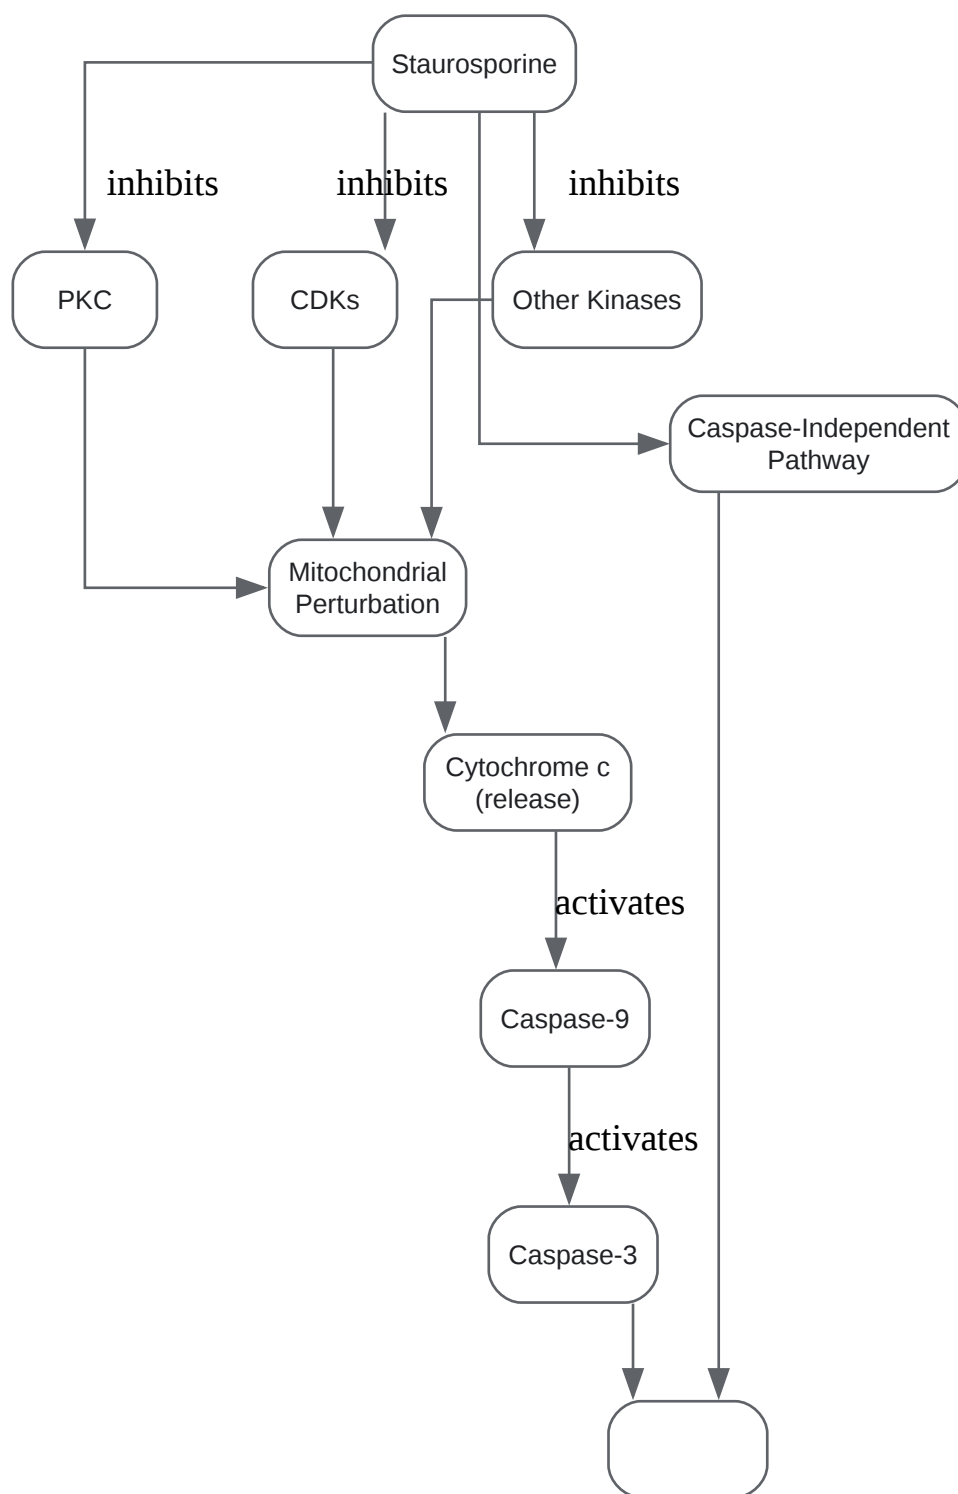 Staurosporine
inhibits
inhibits
inhibits
PKC
CDKs
Other Kinases
Caspase-Independent
Pathway
Mitochondrial
Perturbation
Cytochrome c
(release)
activates
Caspase-9
activates
Caspase-3